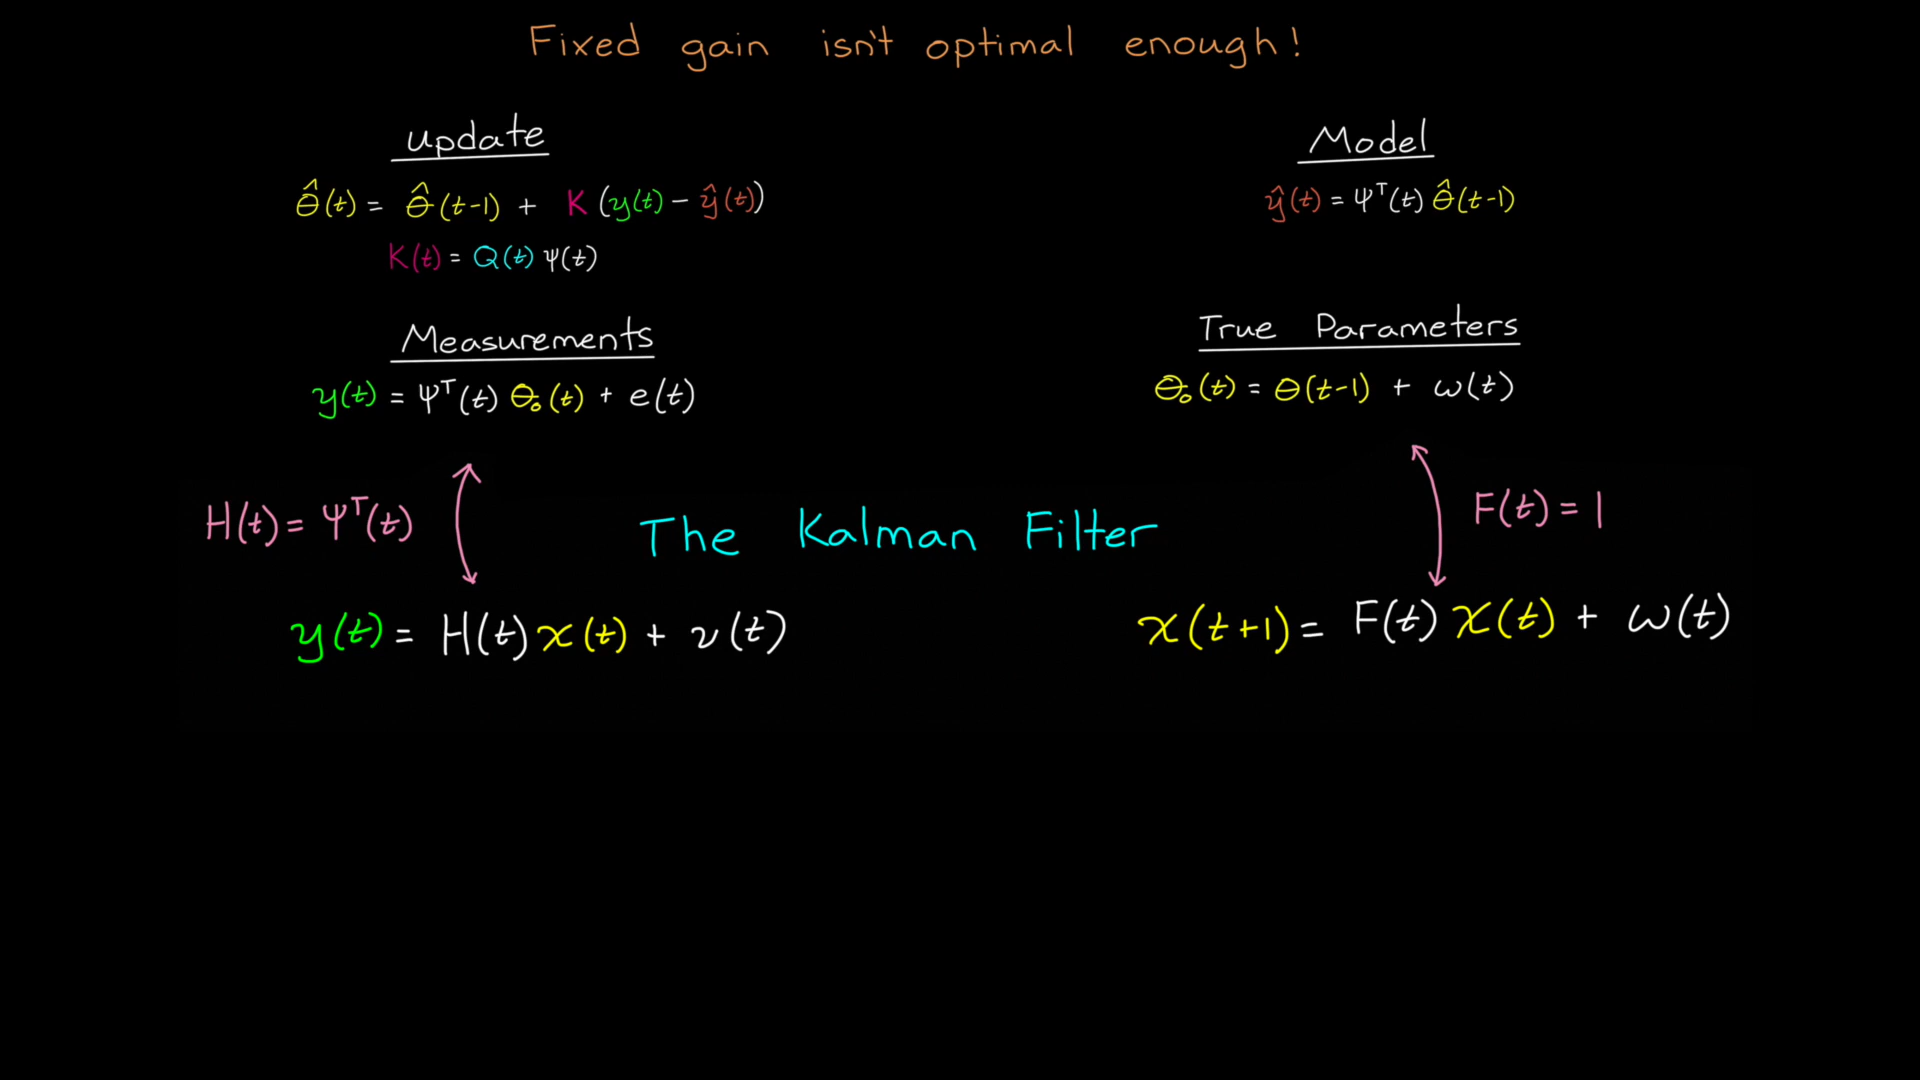 Fixed gain isn't optimal enough!
update
θ̂(t) = θ̂(t-1) + K (y(t) - ŷ(t))
K(t) = Q(t) ψ(t)
Model
ŷ(t) = ψᵀ(t) θ̂(t-1)
Measurements
y(t) = ψᵀ(t) θ₀(t) + e(t)
True Parameters
θ₀(t) = θ(t-1) + w(t)
H(t) = ψᵀ(t)
The Kalman Filter
F(t) = 1
y(t) = H(t) x(t) + v(t)
x(t+1) = F(t) x(t) + w(t)